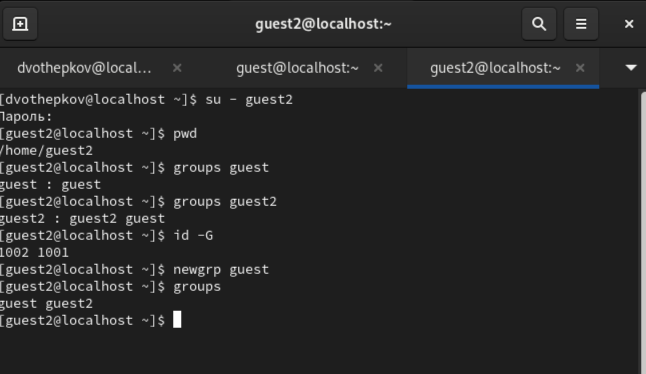 guest2@localhost:~
dvothepkov@local...
guest@localhost:~
guest2@localhost:~
[dvothepkov@localhost ~]$ su - guest2
Пароль:
[guest2@localhost ~]$ pwd
/home/guest2
[guest2@localhost ~]$ groups guest
guest : guest
[guest2@localhost ~]$ groups guest2
guest2 : guest2 guest
[guest2@localhost ~]$ id -G
1002 1001
[guest2@localhost ~]$ newgrp guest
[guest2@localhost ~]$ groups
guest guest2
[guest2@localhost ~]$